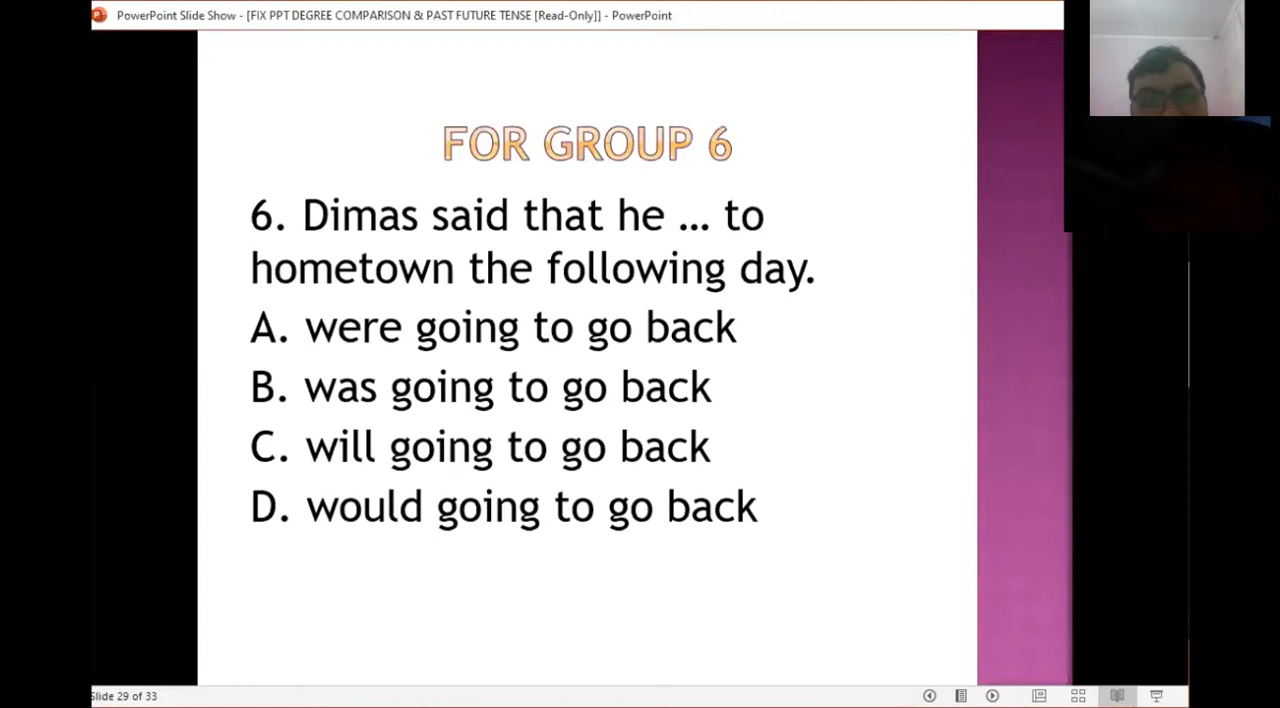 PowerPoint Slide Show - [FIX PPT DEGREE COMPARISON & PAST FUTURE TENSE [Read-Only]] - PowerPoint
FOR GROUP 6
6. Dimas said that he ... to
hometown the following day.
A. were going to go back
B. was going to go back
C. will going to go back
D. would going to go back
Slide 29 of 33